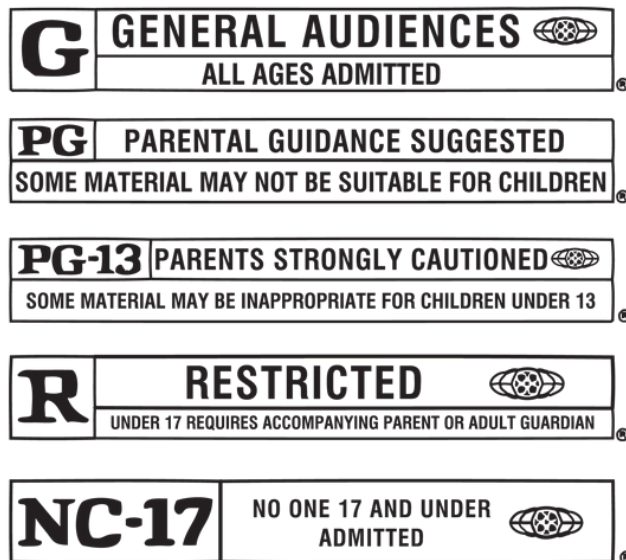 G GENERAL AUDIENCES
ALL AGES ADMITTED
®
PG PARENTAL GUIDANCE SUGGESTED
SOME MATERIAL MAY NOT BE SUITABLE FOR CHILDREN
®
PG-13 PARENTS STRONGLY CAUTIONED
SOME MATERIAL MAY BE INAPPROPRIATE FOR CHILDREN UNDER 13
®
R RESTRICTED
UNDER 17 REQUIRES ACCOMPANYING PARENT OR ADULT GUARDIAN
®
NC-17 NO ONE 17 AND UNDER
ADMITTED
®